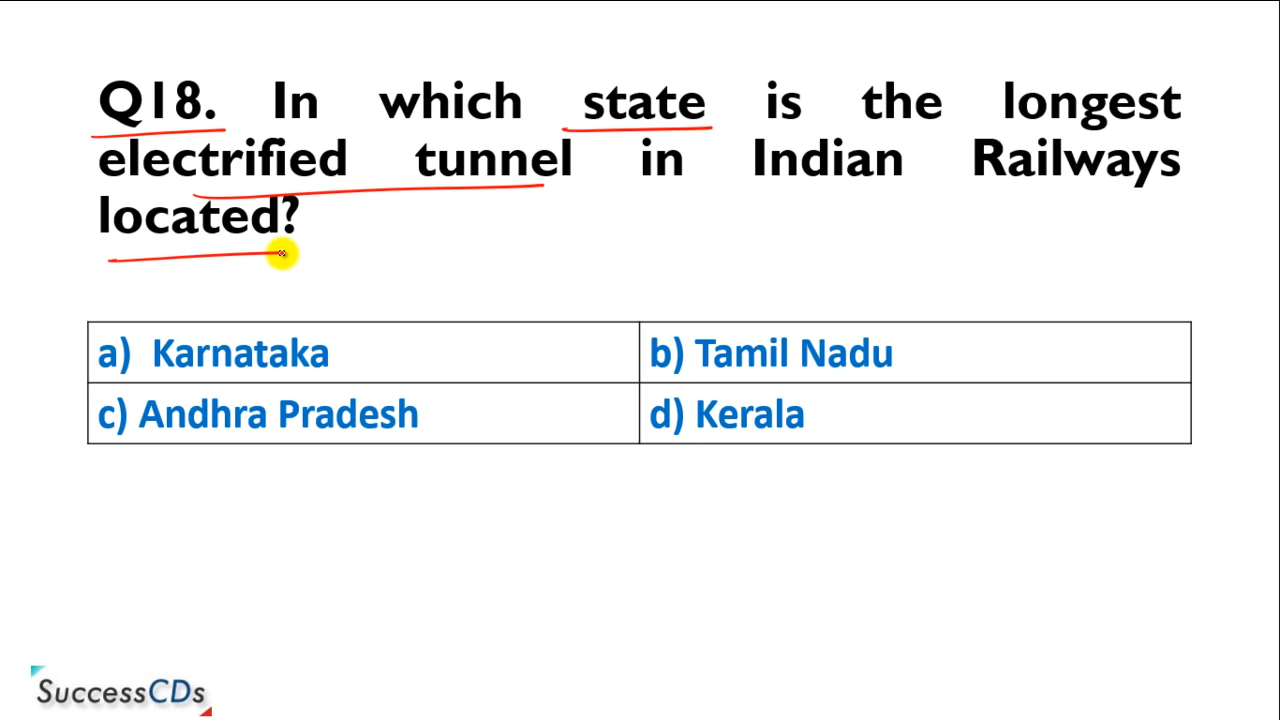 Q18. In which state is the longest
electrified tunnel in Indian Railways
located?
a) Karnataka
b) Tamil Nadu
c) Andhra Pradesh
d) Kerala
SuccessCDs